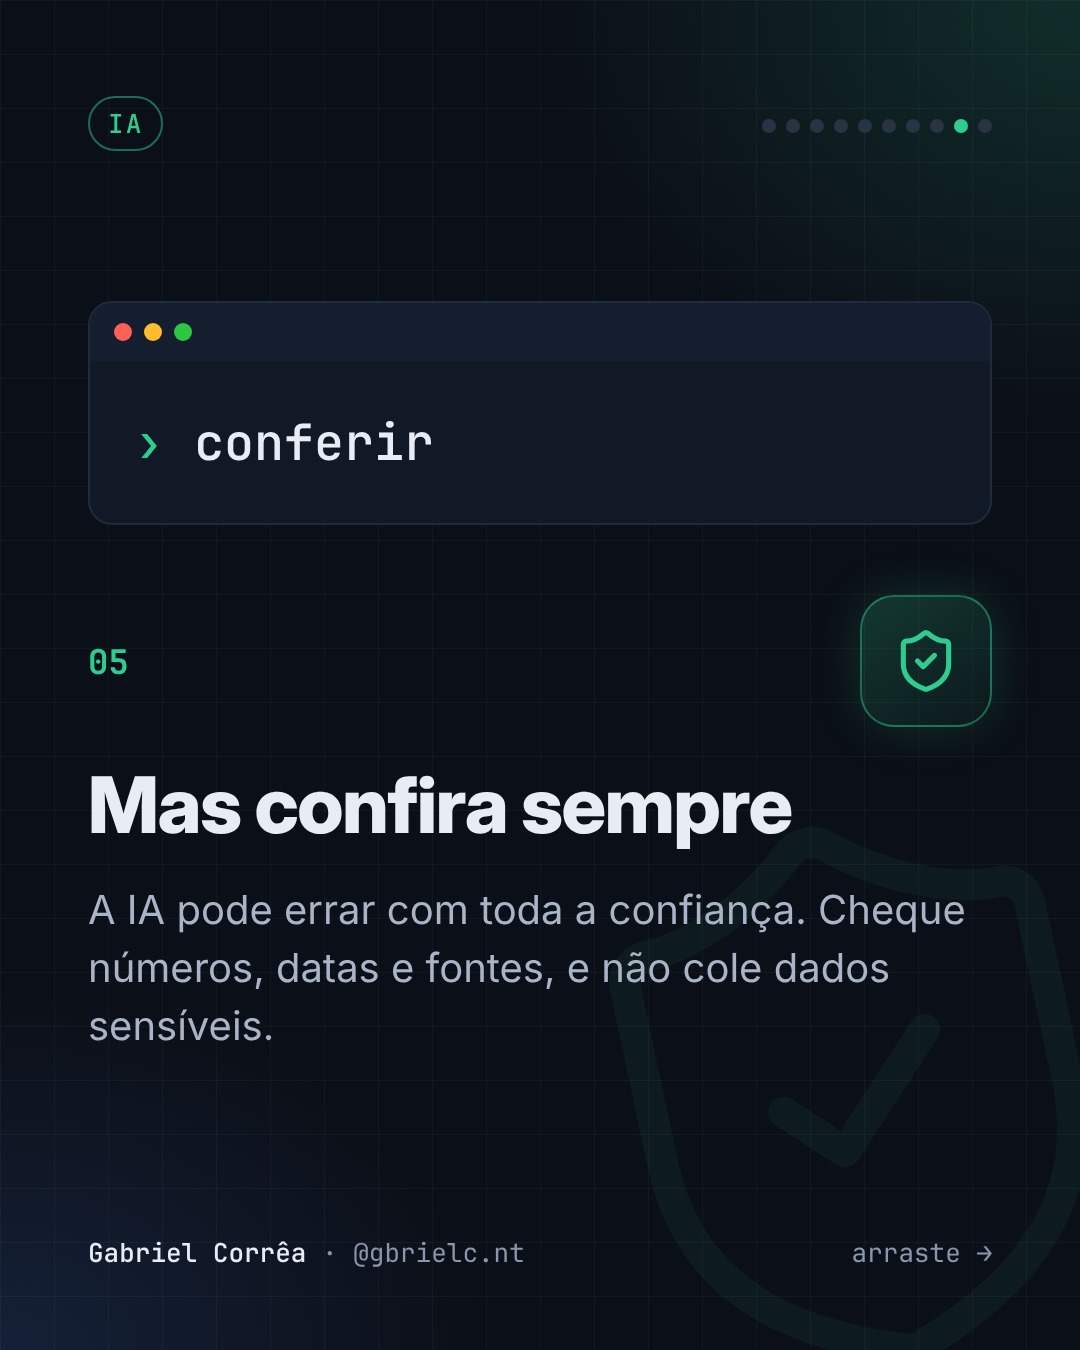 IA
› conferir
05
Mas confira sempre
A IA pode errar com toda a confiança. Cheque
números, datas e fontes, e não cole dados
sensíveis.
Gabriel Corrêa · @gbrielc.nt
arraste →